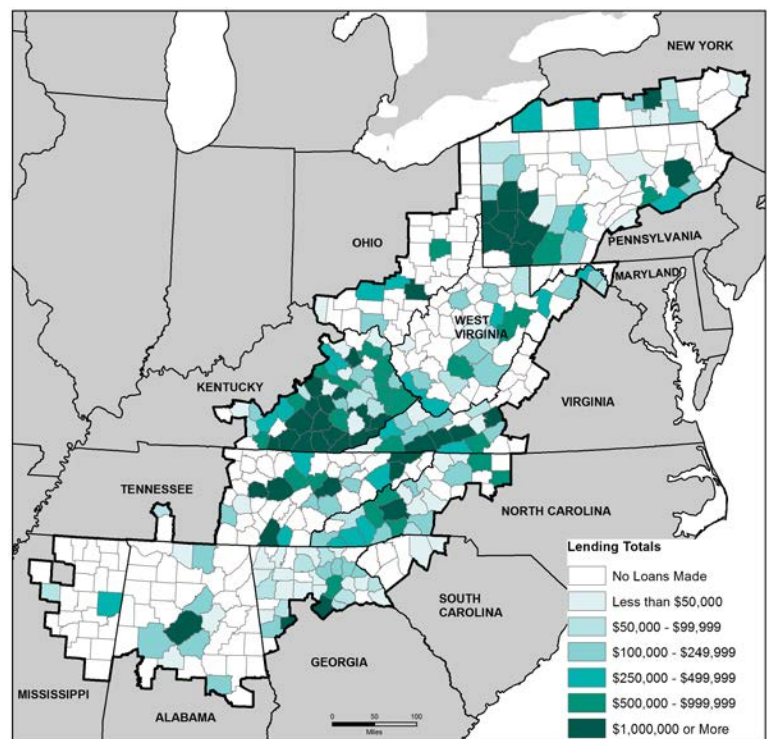 NEW YORK
PENNSYLVANIA
MARYLAND
OHIO
WEST
VIRGINIA
KENTUCKY
VIRGINIA
TENNESSEE
NORTH CAROLINA
SOUTH
CAROLINA
GEORGIA
MISSISSIPPI
ALABAMA
Lending Totals
No Loans Made
Less than $50,000
$50,000 - $99,999
$100,000 - $249,999
$250,000 - $499,999
$500,000 - $999,999
$1,000,000 or More
0 50 100
Miles